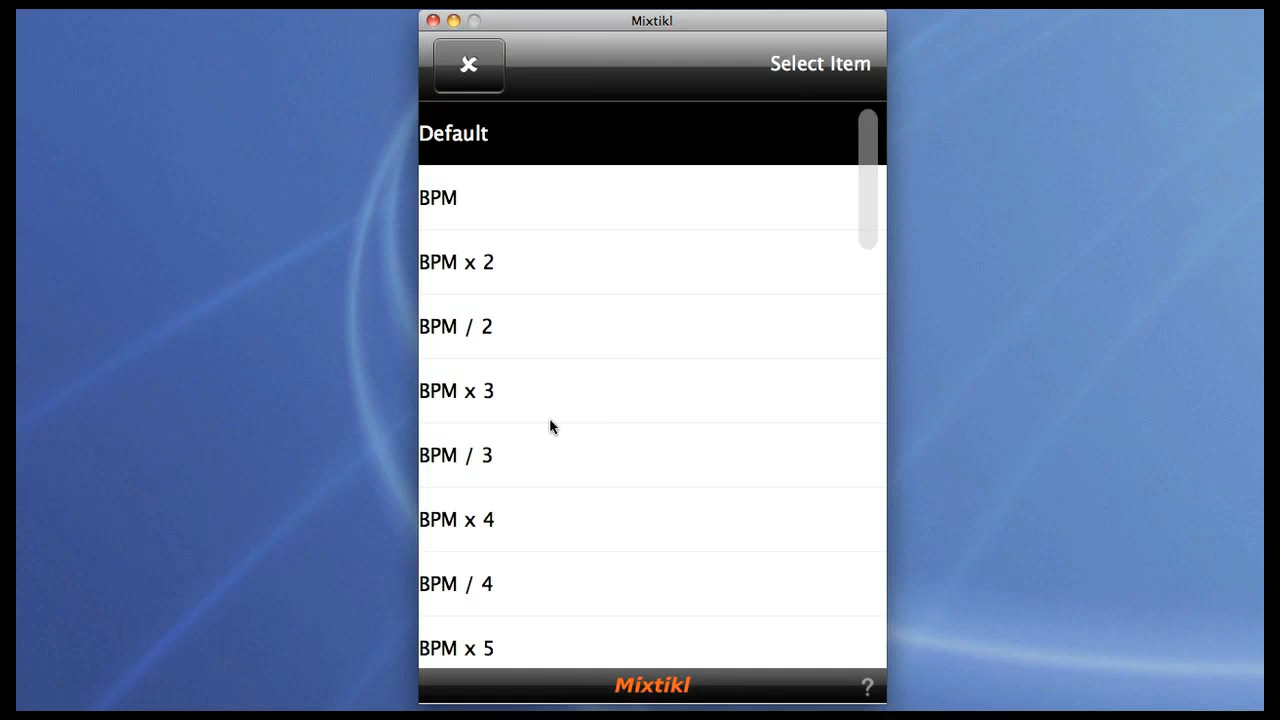 Mixtikl
Select Item
Default
BPM
BPM x 2
BPM / 2
BPM x 3
BPM / 3
BPM x 4
BPM / 4
BPM x 5
Mixtikl
?